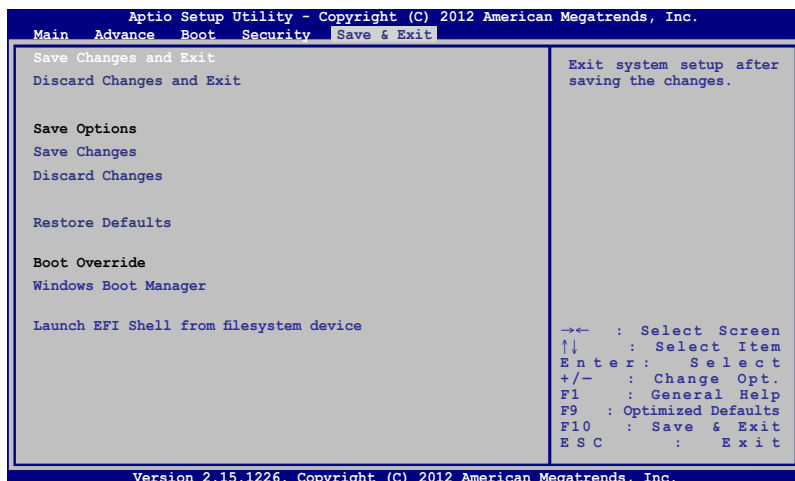 Aptio Setup Utility - Copyright (C) 2012 American Megatrends, Inc.
Main Advance Boot Security Save & Exit
Save Changes and Exit
Discard Changes and Exit
Save Options
Save Changes
Discard Changes
Restore Defaults
Boot Override
Windows Boot Manager
Launch EFI Shell from filesystem device
Exit system setup after
saving the changes.
→← : Select Screen
↑↓ : Select Item
Enter: Select
+/— : Change Opt.
F1 : General Help
F9 : Optimized Defaults
F10 : Save & Exit
ESC : Exit
Version 2.15.1226. Copyright (C) 2012 American Megatrends, Inc.